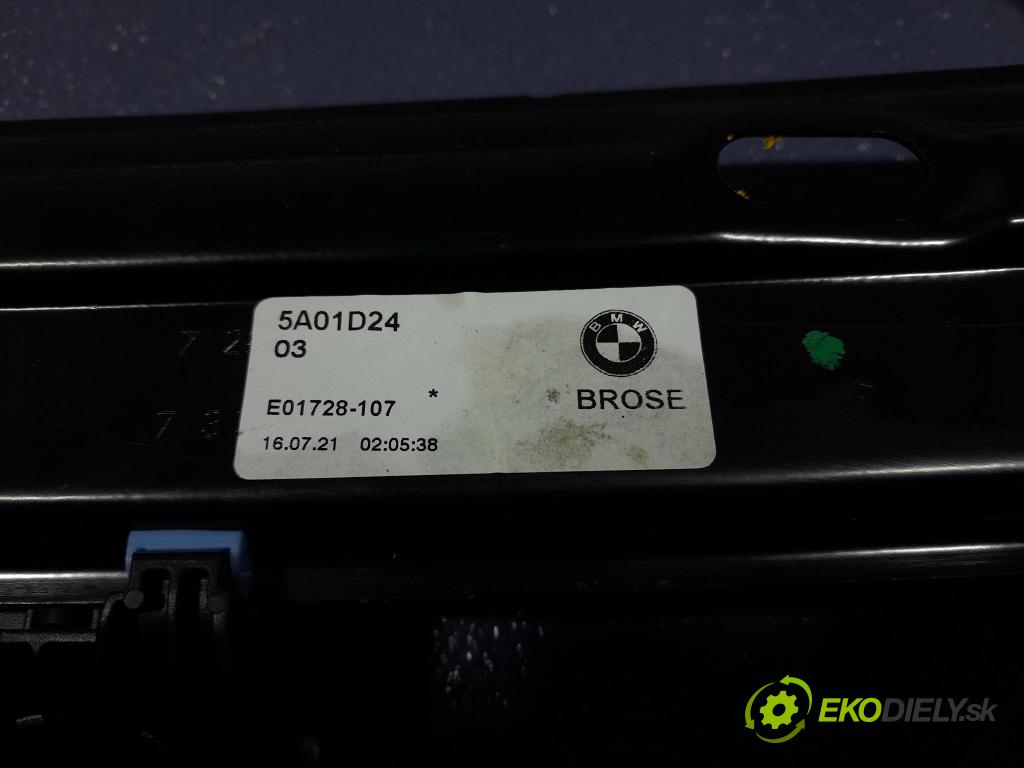 5A01D24
03
BMW
BROSE
E01728-107 *
16.07.21 02:05:38
EKODIELY.sk